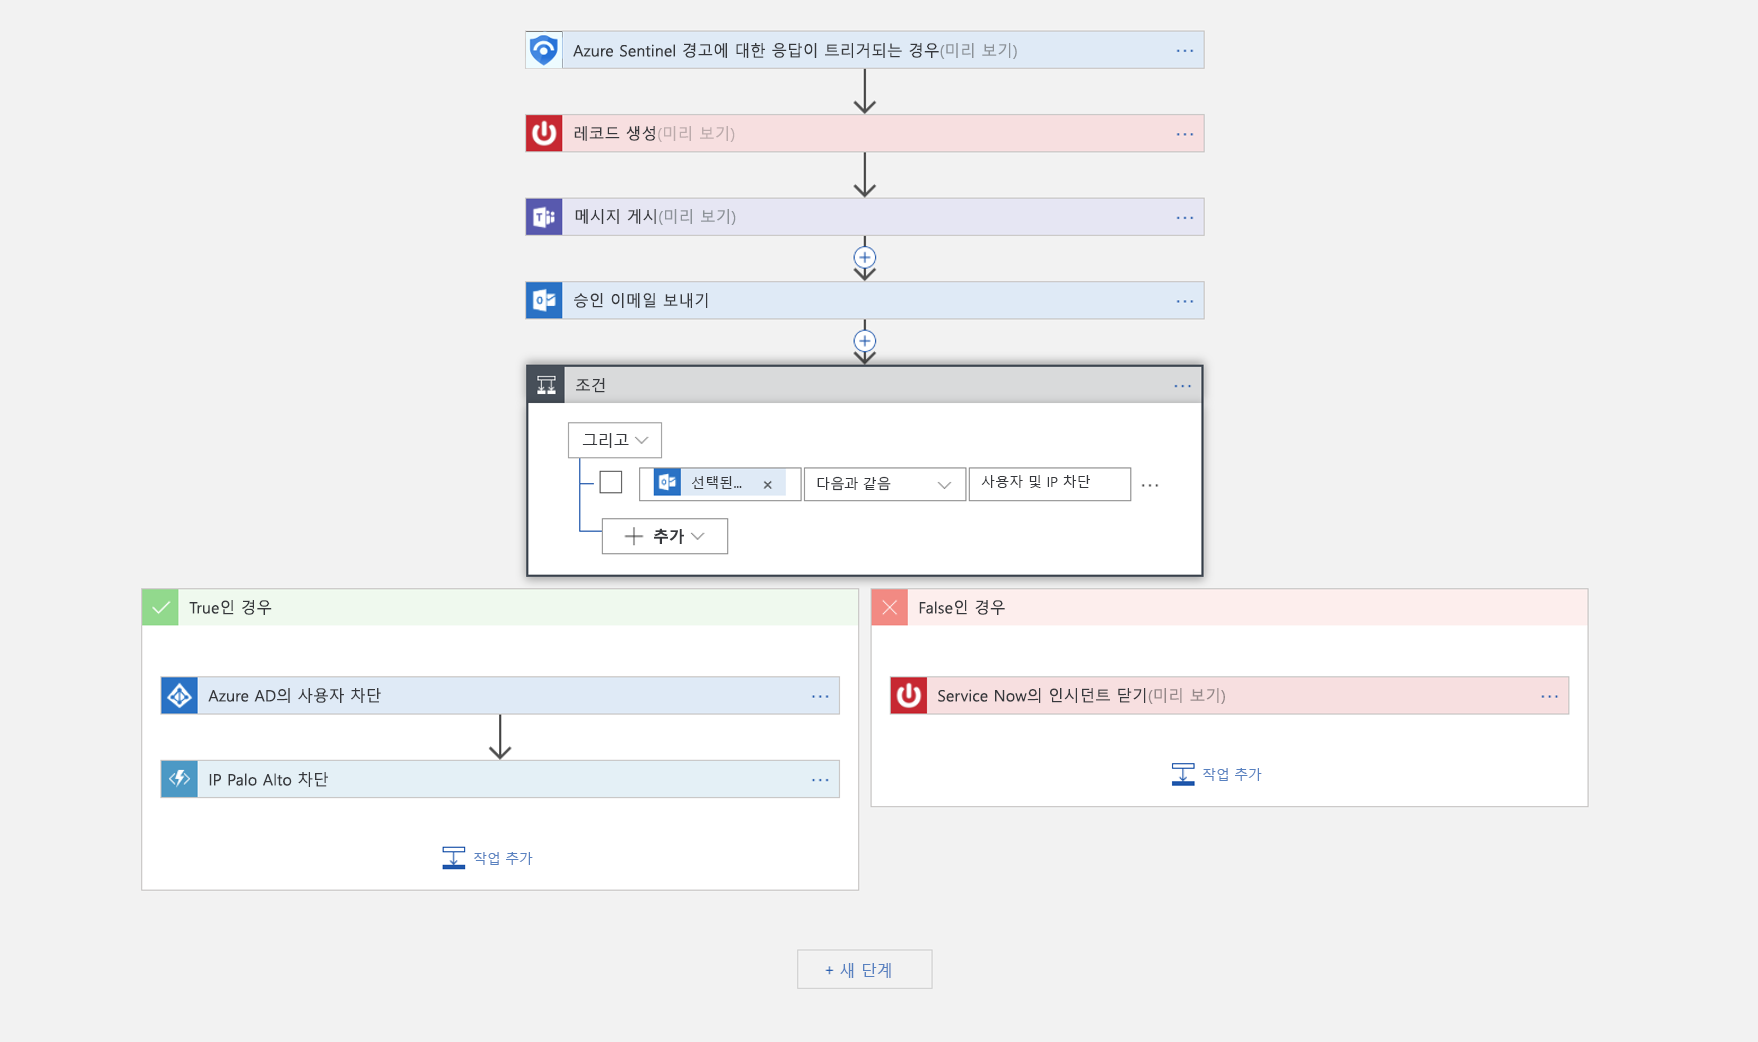 Azure Sentinel 경고에 대한 응답이 트리거되는 경우(미리 보기)
레코드 생성(미리 보기)
메시지 게시(미리 보기)
승인 이메일 보내기
조건
그리고
선택된... 다음과 같음 사용자 및 IP 차단
추가
True인 경우
Azure AD의 사용자 차단
IP Palo Alto 차단
작업 추가
False인 경우
Service Now의 인시던트 닫기(미리 보기)
작업 추가
+ 새 단계